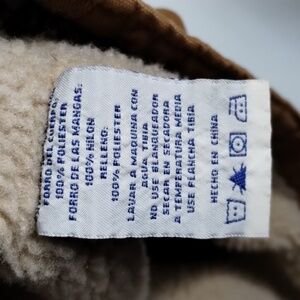 FORRO DEL CUERPO:
100% POLIESTER
FORRO DE LAS MANGAS:
100% NILON
RELLENO:
100% POLIESTER
LAVAR A MAQUINA CON
AGUA TIBIA
NO USE BLANQUEADOR
SECAR EN SECADORA
A TEMPERATURA MEDIA
USE PLANCHA TIBIA
HECHO EN CHINA